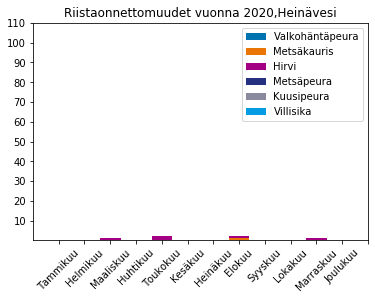 Riistaonnettomuudet vuonna 2020,Heinävesi
110
100
90
80
70
60
50
40
30
20
10
Valkohäntäpeura
Metsäkauris
Hirvi
Metsäpeura
Kuusipeura
Villisika
Tammikuu
Helmikuu
Maaliskuu
Huhtikuu
Toukokuu
Kesäkuu
Heinäkuu
Elokuu
Syyskuu
Lokakuu
Marraskuu
Joulukuu